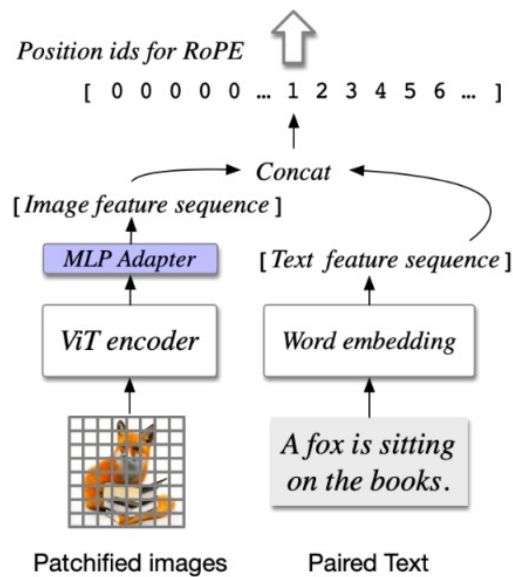 Position ids for RoPE
[ 0 0 0 0 0 … 1 2 3 4 5 6 … ]
Concat
[Image feature sequence]
MLP Adapter
[Text feature sequence]
ViT encoder
Word embedding
A fox is sitting
on the books.
Patchified images
Paired Text